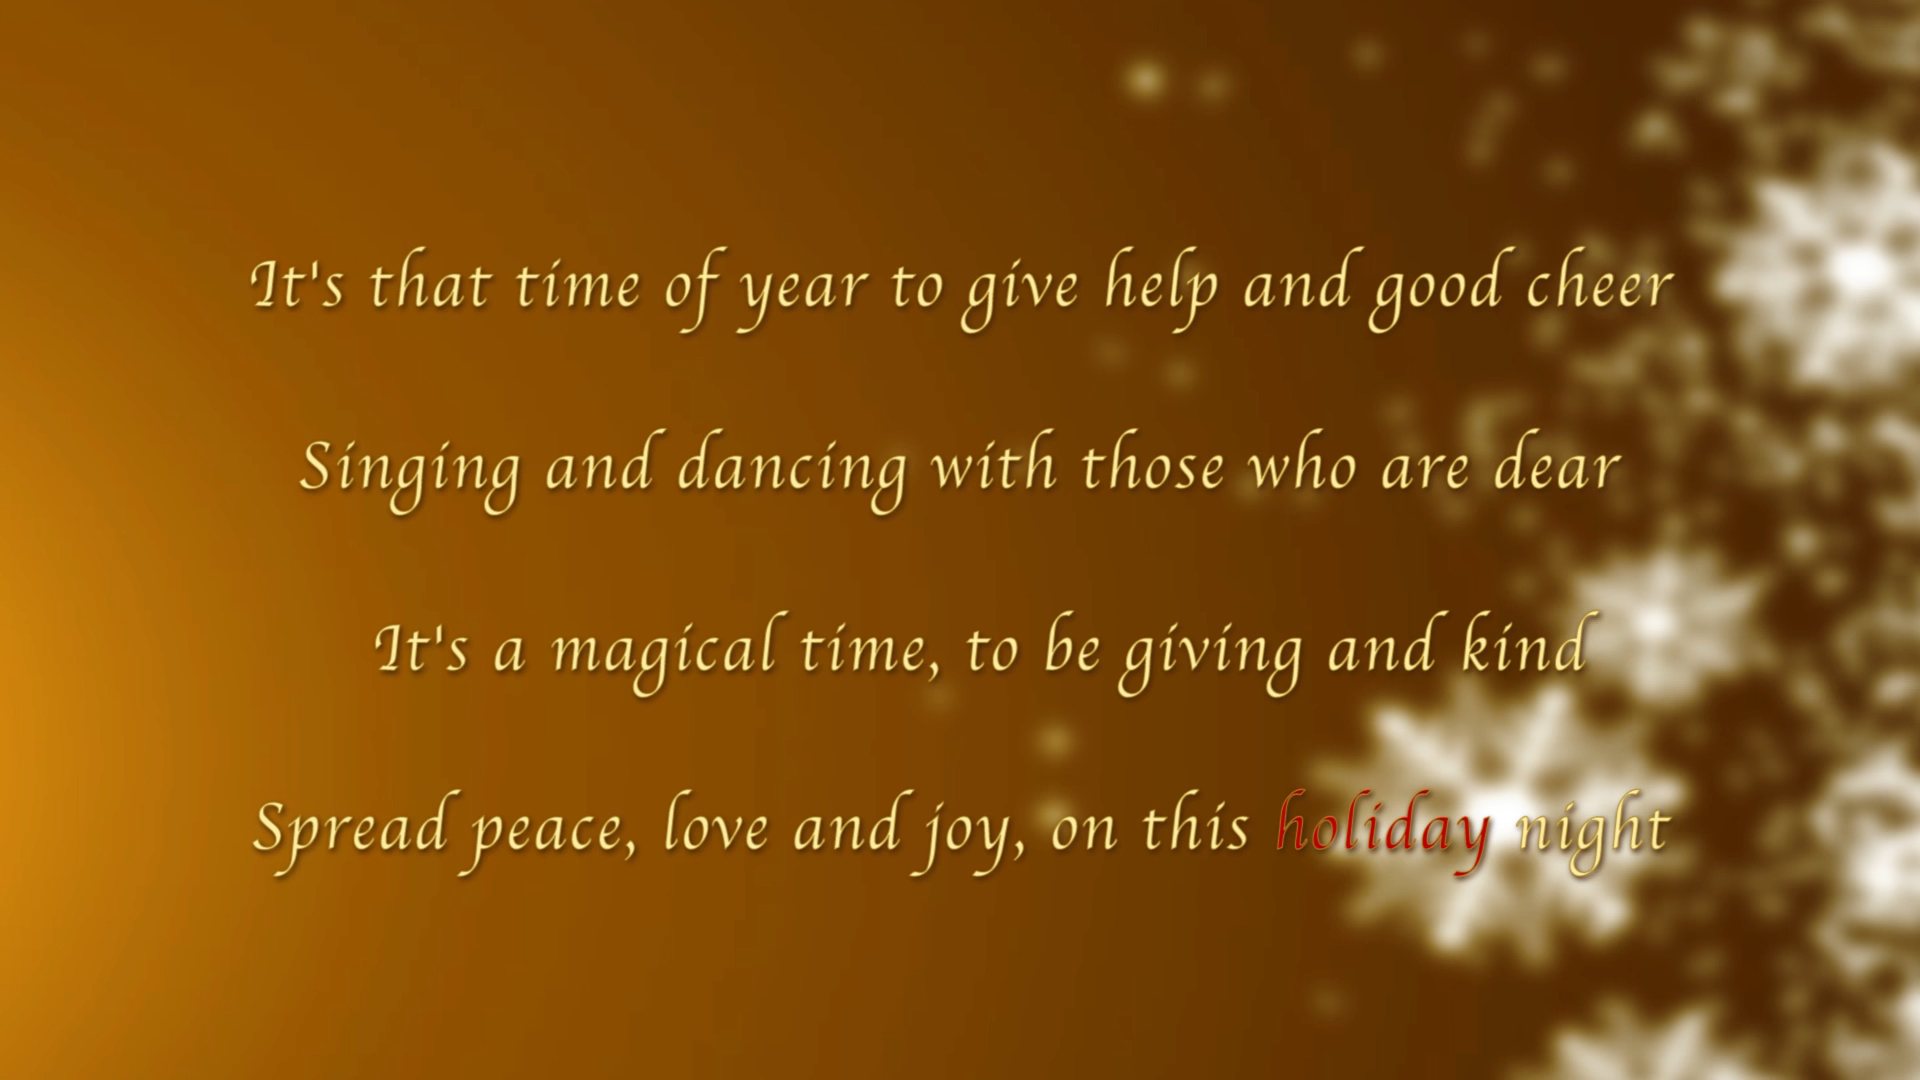 It's that time of year to give help and good cheer
Singing and dancing with those who are dear
It's a magical time, to be giving and kind
Spread peace, love and joy, on this holiday night